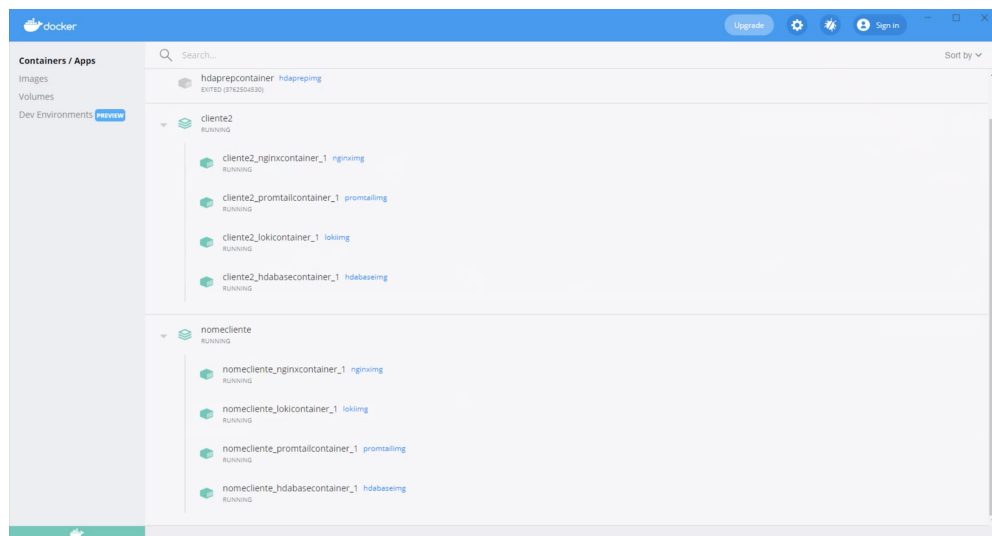 docker
Upgrade
Sign in
Containers / Apps
Images
Volumes
Dev Environments PREVIEW
Search...
Sort by
hdaprepcontainer hdaprepimg
EXITED (3762504530)
cliente2
RUNNING
cliente2_nginxcontainer_1 nginximg
RUNNING
cliente2_promtailcontainer_1 promtailimg
RUNNING
cliente2_lokicontainer_1 lokiimg
RUNNING
cliente2_hdabasecontainer_1 hdabaseimg
RUNNING
nomecliente
RUNNING
nomecliente_nginxcontainer_1 nginximg
RUNNING
nomecliente_lokicontainer_1 lokiimg
RUNNING
nomecliente_promtailcontainer_1 promtailimg
RUNNING
nomecliente_hdabasecontainer_1 hdabaseimg
RUNNING